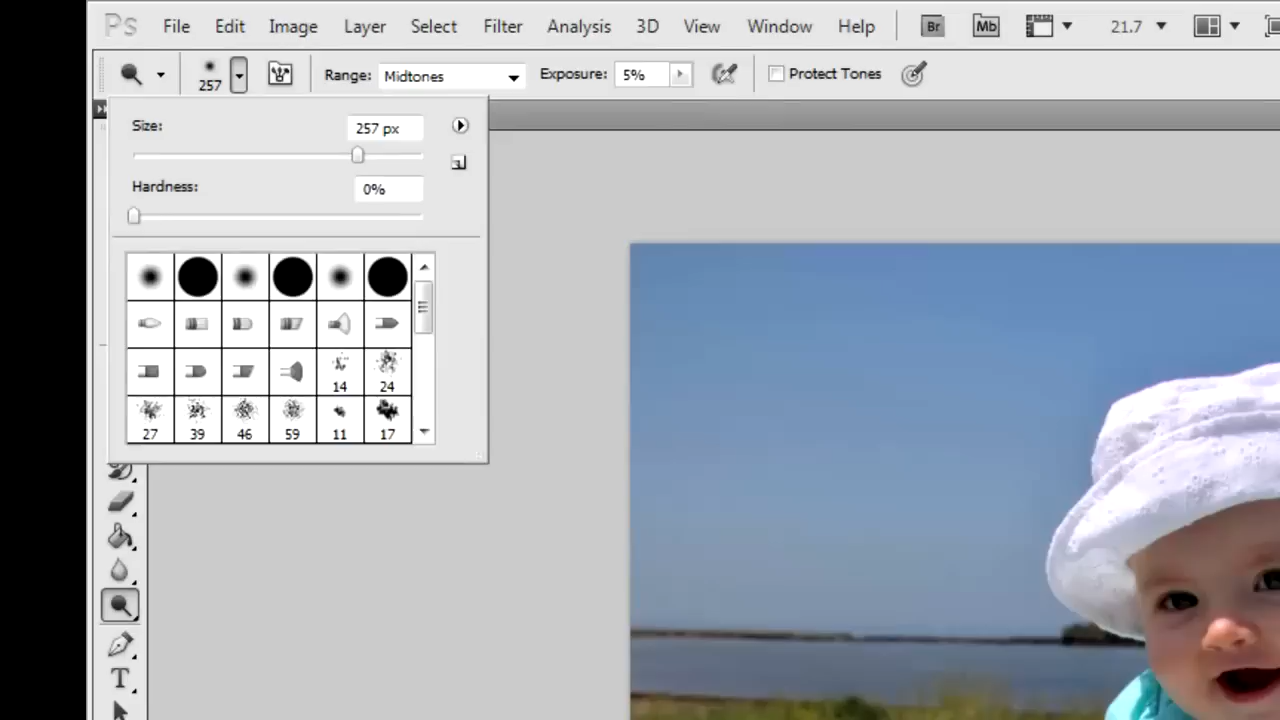 Ps File Edit Image Layer Select Filter Analysis 3D View Window Help Br Mb 21.7
257 Range: Midtones Exposure: 5% Protect Tones
Size: 257 px
Hardness: 0%
14 24
27 39 46 59 11 17
T